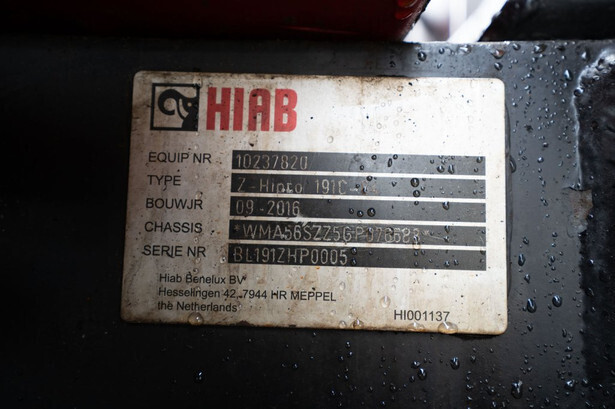 HIAB
EQUIP NR 10237820
TYPE Z-Hipro 191C
BOUWJR 09-2016
CHASSIS
SERIE NR BL191ZHP0005
Hiab Benelux BV
Hesselingen 42, 7944 HR MEPPEL
the Netherlands
HI001137